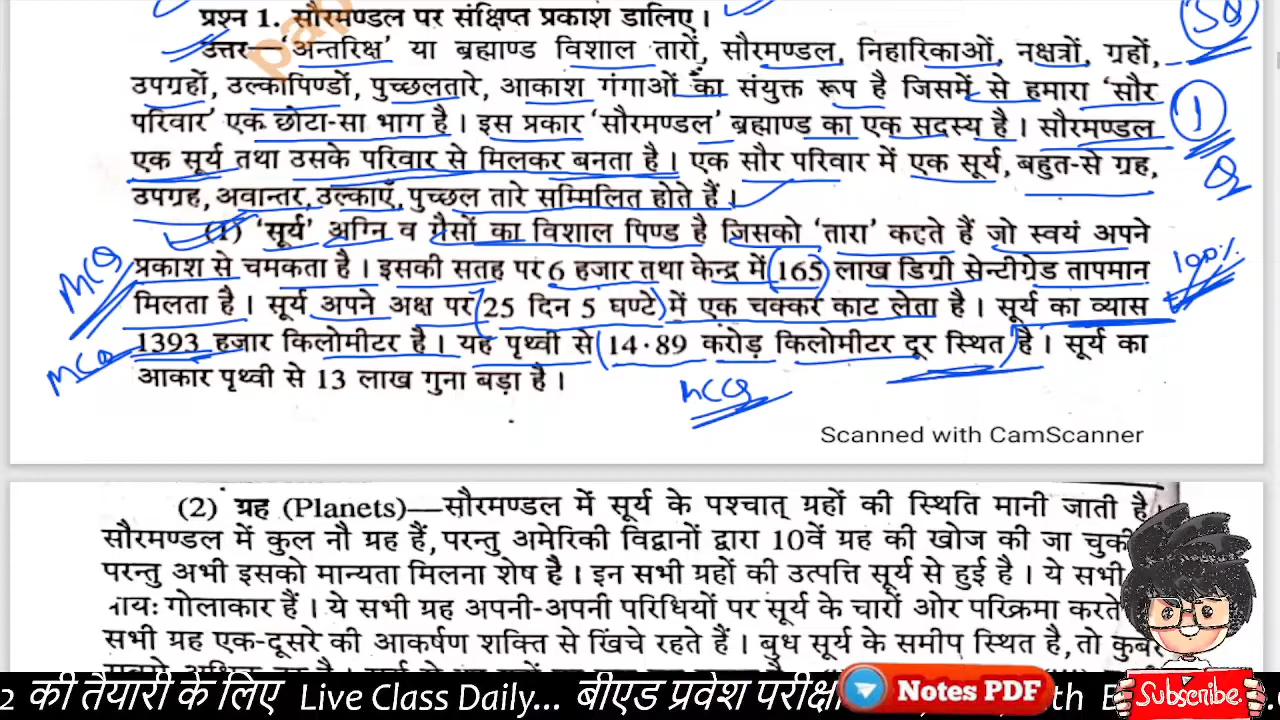 प्रश्न 1. सौरमण्डल पर संक्षिप्त प्रकाश डालिए।
उत्तर—'अन्तरिक्ष' या ब्रह्माण्ड विशाल तारों, सौरमण्डल, निहारिकाओं, नक्षत्रों, ग्रहों,
उपग्रहों, उल्कापिण्डों, पुच्छलतारे, आकाश गंगाओं का संयुक्त रूप है जिसमें से हमारा 'सौर
परिवार' एक छोटा-सा भाग है। इस प्रकार 'सौरमण्डल' ब्रह्माण्ड का एक सदस्य है। सौरमण्डल
एक सूर्य तथा उसके परिवार से मिलकर बनता है। एक सौर परिवार में एक सूर्य, बहुत-से ग्रह,
उपग्रह, अवान्तर, उल्काएँ, पुच्छल तारे सम्मिलित होते हैं।
(1) 'सूर्य' अग्नि व गैसों का विशाल पिण्ड है जिसको 'तारा' कहते हैं जो स्वयं अपने
प्रकाश से चमकता है। इसकी सतह पर 6 हजार तथा केन्द्र में 165 लाख डिग्री सेन्टीग्रेड तापमान
मिलता है। सूर्य अपने अक्ष पर 25 दिन 5 घण्टे में एक चक्कर काट लेता है। सूर्य का व्यास
1393 हजार किलोमीटर है। यह पृथ्वी से 14·89 करोड़ किलोमीटर दूर स्थित है। सूर्य का
आकार पृथ्वी से 13 लाख गुना बड़ा है।
1
Q
MCQ
100%
MCQ
MCQ
Scanned with CamScanner
(2) ग्रह (Planets)—सौरमण्डल में सूर्य के पश्चात् ग्रहों की स्थिति मानी जाती है।
सौरमण्डल में कुल नौ ग्रह हैं, परन्तु अमेरिकी विद्वानों द्वारा 10वें ग्रह की खोज की जा चुकी
परन्तु अभी इसको मान्यता मिलना शेष है। इन सभी ग्रहों की उत्पत्ति सूर्य से हुई है। ये सभी
गोलाकार हैं। ये सभी ग्रह अपनी-अपनी परिधियों पर सूर्य के चारों ओर परिक्रमा करते
सभी ग्रह एक-दूसरे की आकर्षण शक्ति से खिंचे रहते हैं। बुध सूर्य के समीप स्थित है, तो कुबेर
2 की तैयारी के लिए Live Class Daily... बीएड प्रवेश परीक्षा
Notes PDF
Subscribe.